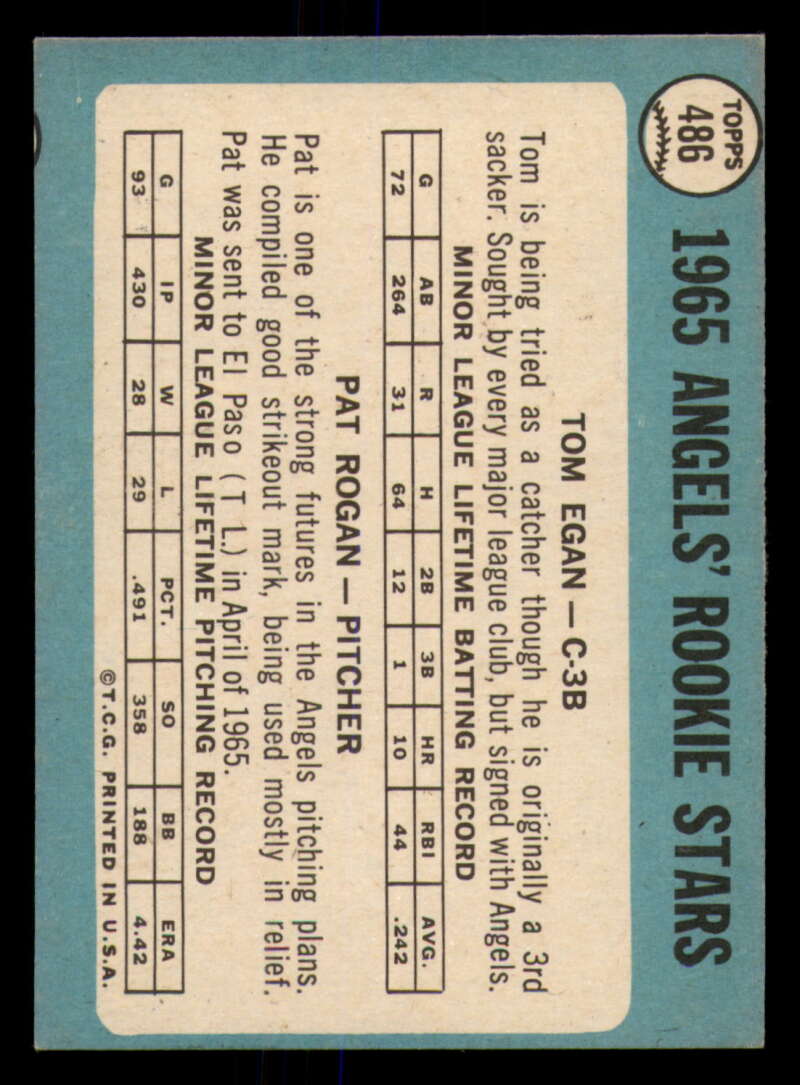 TOPPS
486
1965 ANGELS' ROOKIE STARS
TOM EGAN — C-3B
Tom is being tried as a catcher though he is originally a 3rd
sacker. Sought by every major league club, but signed with Angels.
MINOR LEAGUE LIFETIME BATTING RECORD
G AB R H 2B 3B HR RBI AVG.
72 264 31 64 12 1 10 44 .242
PAT ROGAN — PITCHER
Pat is one of the strong futures in the Angels pitching plans.
He compiled good strikeout mark, being used mostly in relief.
Pat was sent to El Paso (T L.) in April of 1965.
MINOR LEAGUE LIFETIME PITCHING RECORD
G IP W L PCT. SO BB ERA
93 430 28 29 .491 358 188 4.42
©T.C.G. PRINTED IN U.S.A.